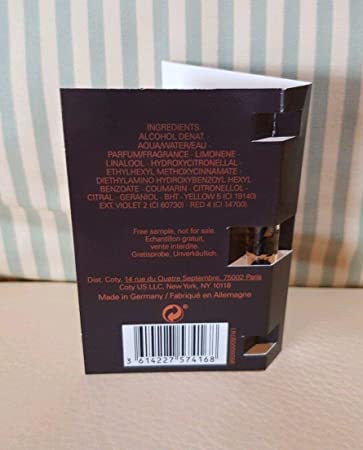 INGREDIENTS:
ALCOHOL DENAT. -
AQUA/WATER/EAU -
PARFUM/FRAGRANCE - LIMONENE -
LINALOOL - HYDROXYCITRONELLAL -
ETHYLHEXYL METHOXYCINNAMATE -
DIETHYLAMINO HYDROXYBENZOYL HEXYL
BENZOATE - COUMARIN - CITRONELLOL -
CITRAL - GERANIOL - BHT - YELLOW 5 (CI 19140)
EXT. VIOLET 2 (CI 60730) - RED 4 (CI 14700)
Free sample, not for sale.
Echantillon gratuit,
vente interdite.
Gratisprobe, Unverkäuflich.
Dist. Coty, 14 rue du Quatre Septembre, 75002 Paris
Coty US LLC, New York, NY, 10118
Made in Germany / Fabriqué en Allemagne
3 614227 574168